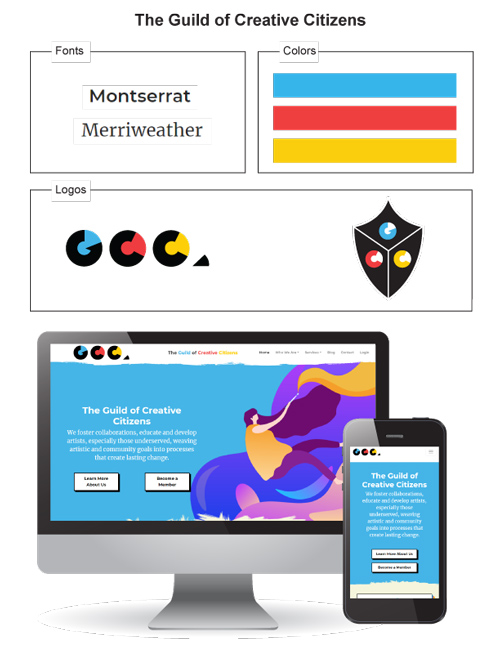 The Guild of Creative Citizens
Fonts
Colors
Montserrat
Merriweather
Logos
The Guild of Creative Citizens
Home Who We Are Services Blog Contact Login
The Guild of Creative
Citizens
We foster collaborations, educate and develop
artists, especially those underserved, weaving
artistic and community goals into processes
that create lasting change.
Learn More
About Us
Become a
Member
The Guild of
Creative Citizens
We foster collaborations,
educate and develop artists,
especially those
underserved, weaving
artistic and community
goals into processes that
create lasting change
Learn More About Us
Become a Member